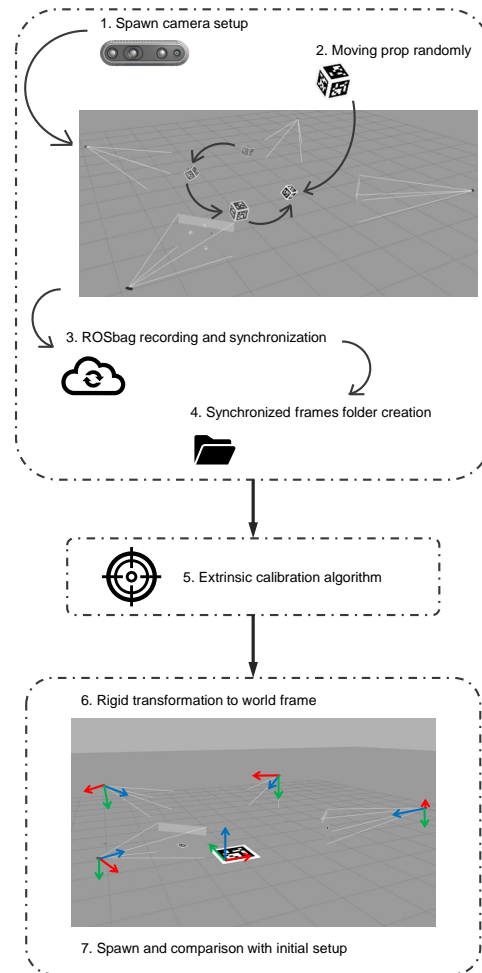 1. Spawn camera setup
2. Moving prop randomly
3. ROSbag recording and synchronization
4. Synchronized frames folder creation
5. Extrinsic calibration algorithm
6. Rigid transformation to world frame
7. Spawn and comparison with initial setup